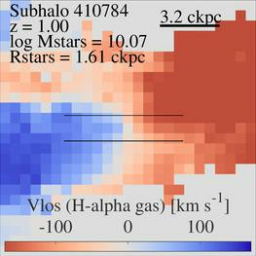 Subhalo 410784
3.2 ckpc
z = 1.00
log Mstars = 10.07
Rstars = 1.61 ckpc
Vlos (H-alpha gas) [km s⁻¹]
-100 0 100